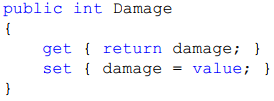 public int Damage
{
    get { return damage; }
    set { damage = value; }
}